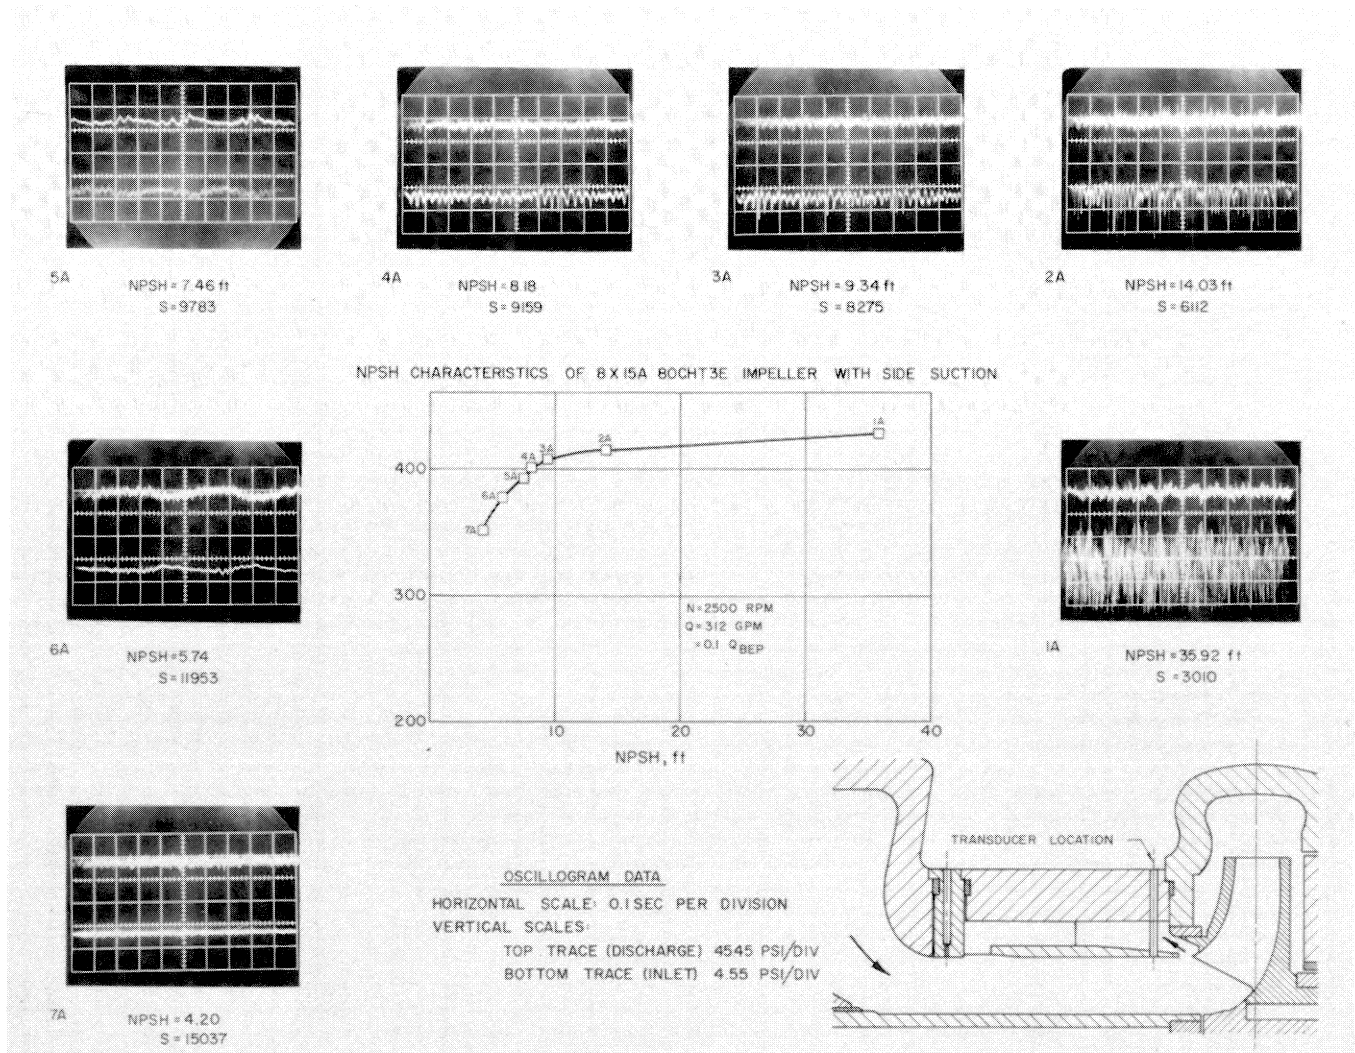 5A
NPSH = 7.46 ft
S=9783
4A
NPSH = 8.18
S=9159
3A
NPSH = 9.34 ft
S = 8275
2A
NPSH = 14.03 ft
S = 6112
NPSH CHARACTERISTICS OF 8 X 15A 80CHT3E IMPELLER WITH SIDE SUCTION
400
300
200
10
20
30
40
NPSH, ft
7A
6A
5A
4A
3A
2A
1A
N=2500 RPM
Q=312 GPM
=0.1 QBEP
6A
NPSH=5.74
S=11953
1A
NPSH = 35.92 ft
S = 3010
7A
NPSH = 4.20
S = 15037
OSCILLOGRAM DATA
HORIZONTAL SCALE: 0.1 SEC PER DIVISION
VERTICAL SCALES:
TOP TRACE (DISCHARGE) 4545 PSI/DIV
BOTTOM TRACE (INLET) 4.55 PSI/DIV
TRANSDUCER LOCATION